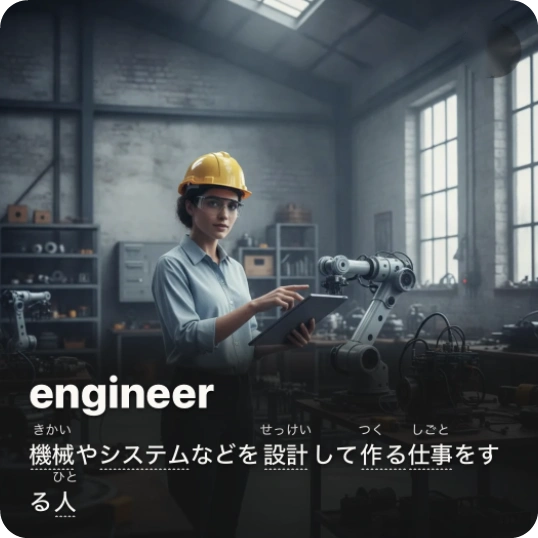 engineer
きかい せっけい つく しごと
機械やシステムなどを設計して作る仕事をす
ひと
る人